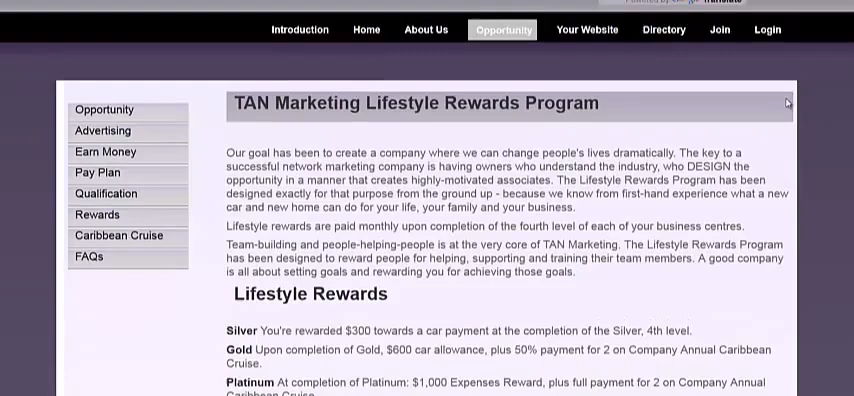 Translate
Introduction Home About Us Opportunity Your Website Directory Join Login
Opportunity
Advertising
Earn Money
Pay Plan
Qualification
Rewards
Caribbean Cruise
FAQs
TAN Marketing Lifestyle Rewards Program
Our goal has been to create a company where we can change people's lives dramatically. The key to a
successful network marketing company is having owners who understand the industry, who DESIGN the
opportunity in a manner that creates highly-motivated associates. The Lifestyle Rewards Program has been
designed exactly for that purpose from the ground up - because we know from first-hand experience what a new
car and new home can do for your life, your family and your business.
Lifestyle rewards are paid monthly upon completion of the fourth level of each of your business centres.
Team-building and people-helping-people is at the very core of TAN Marketing. The Lifestyle Rewards Program
has been designed to reward people for helping, supporting and training their team members. A good company
is all about setting goals and rewarding you for achieving those goals.
Lifestyle Rewards
Silver You're rewarded $300 towards a car payment at the completion of the Silver, 4th level.
Gold Upon completion of Gold, $600 car allowance, plus 50% payment for 2 on Company Annual Caribbean
Cruise.
Platinum At completion of Platinum: $1,000 Expenses Reward, plus full payment for 2 on Company Annual
Caribbean Cruise